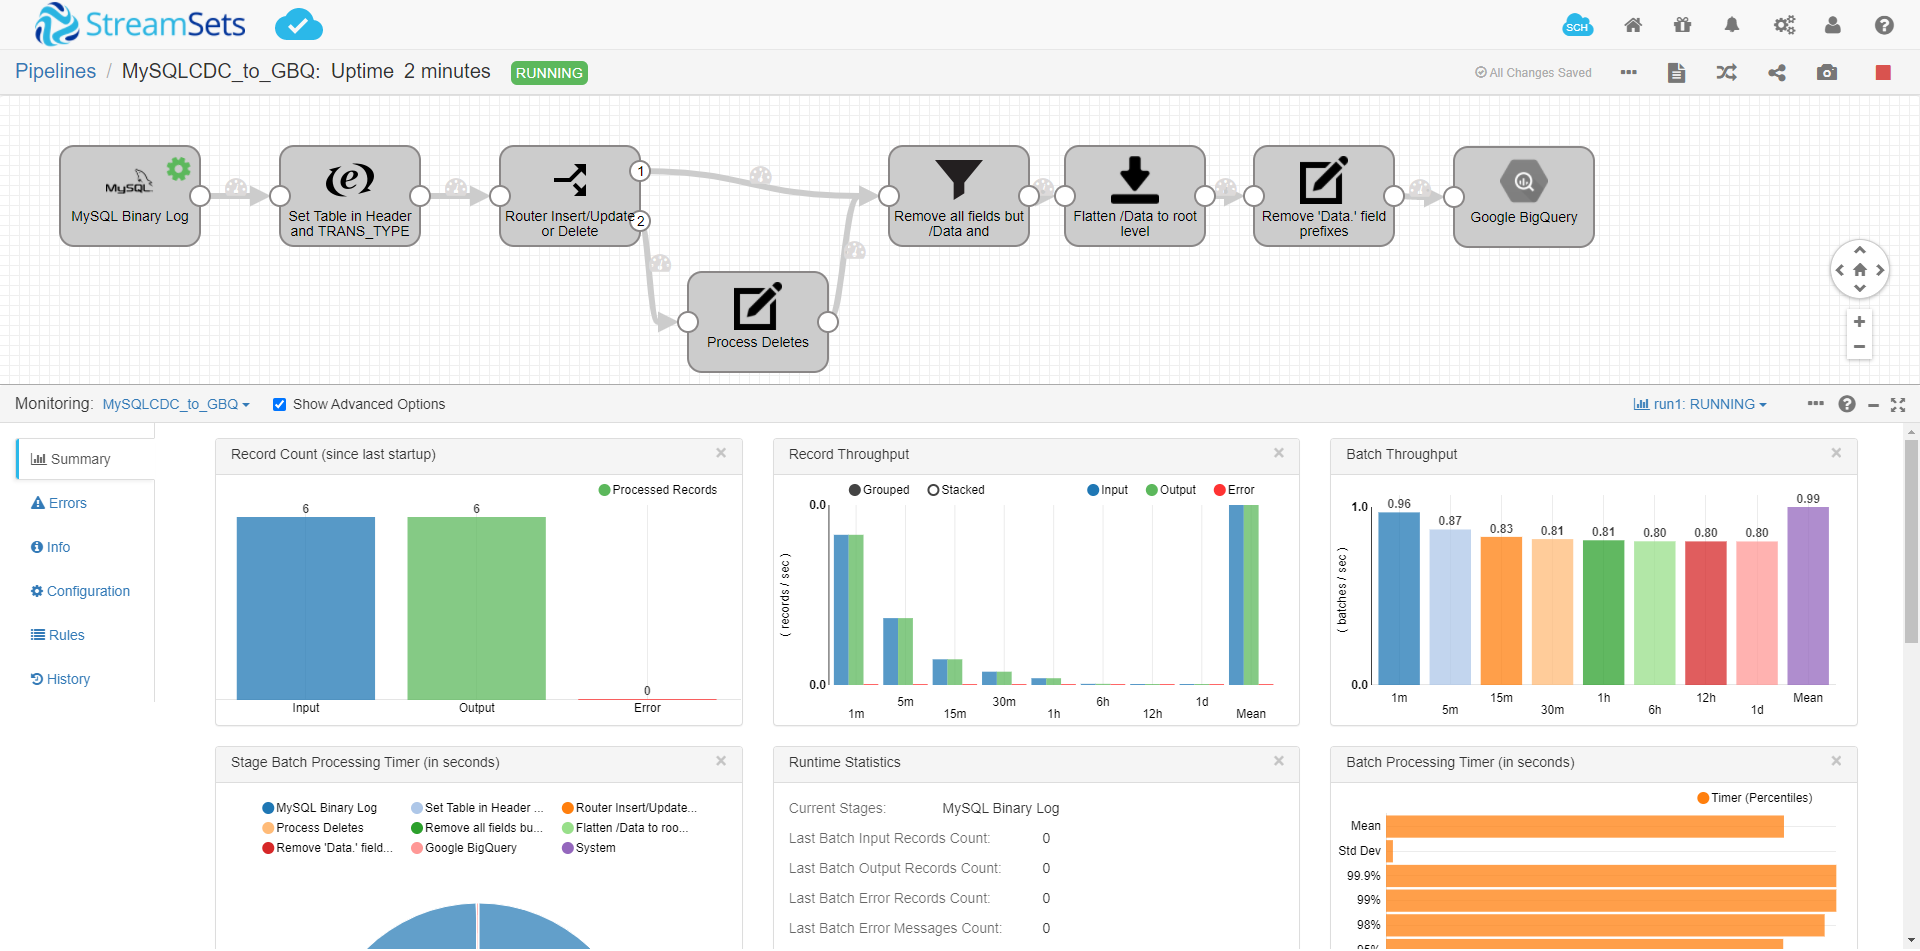 StreamSets
SCH
Pipelines / MySQLCDC_to_GBQ: Uptime 2 minutes RUNNING
All Changes Saved
MySQL
MySQL Binary Log
Set Table in Header
and TRANS_TYPE
Router Insert/Update
or Delete
1
2
Process Deletes
Remove all fields but
/Data and
Flatten /Data to root
level
Remove 'Data.' field
prefixes
Google BigQuery
Monitoring: MySQLCDC_to_GBQ Show Advanced Options
run1: RUNNING
Summary
Errors
Info
Configuration
Rules
History
Record Count (since last startup)
Processed Records
6 6 0
Input Output Error
Record Throughput
Grouped Stacked Input Output Error
0.0
( records / sec )
0.0
1m 5m 15m 30m 1h 6h 12h 1d Mean
Batch Throughput
1.0
( batches / sec )
0.0
0.96 0.87 0.83 0.81 0.81 0.80 0.80 0.80 0.99
1m 5m 15m 30m 1h 6h 12h 1d Mean
Stage Batch Processing Timer (in seconds)
MySQL Binary Log Set Table in Header ... Router Insert/Update...
Process Deletes Remove all fields bu... Flatten /Data to roo...
Remove 'Data.' field... Google BigQuery System
Runtime Statistics
Current Stages: MySQL Binary Log
Last Batch Input Records Count: 0
Last Batch Output Records Count: 0
Last Batch Error Records Count: 0
Last Batch Error Messages Count: 0
Batch Processing Timer (in seconds)
Timer (Percentiles)
Mean
Std Dev
99.9%
99%
98%
95%